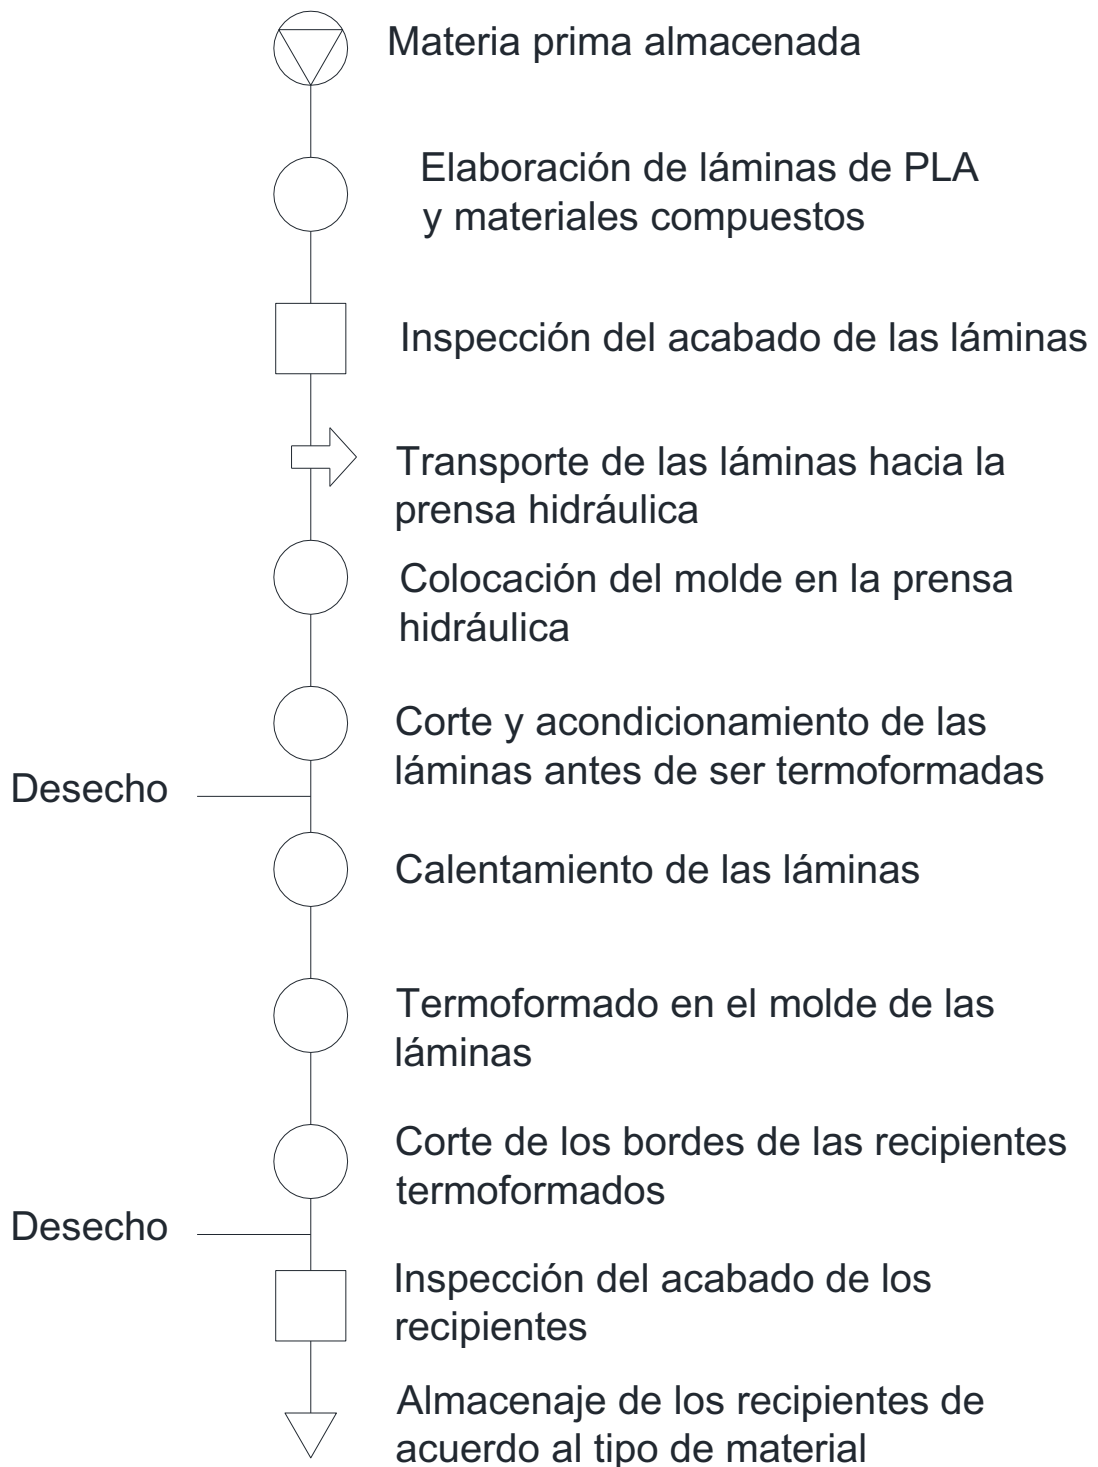 Materia prima almacenada
Elaboración de láminas de PLA
y materiales compuestos
Inspección del acabado de las láminas
Transporte de las láminas hacia la
prensa hidráulica
Colocación del molde en la prensa
hidráulica
Corte y acondicionamiento de las
láminas antes de ser termoformadas
Desecho
Calentamiento de las láminas
Termoformado en el molde de las
láminas
Corte de los bordes de las recipientes
termoformados
Desecho
Inspección del acabado de los
recipientes
Almacenaje de los recipientes de
acuerdo al tipo de material